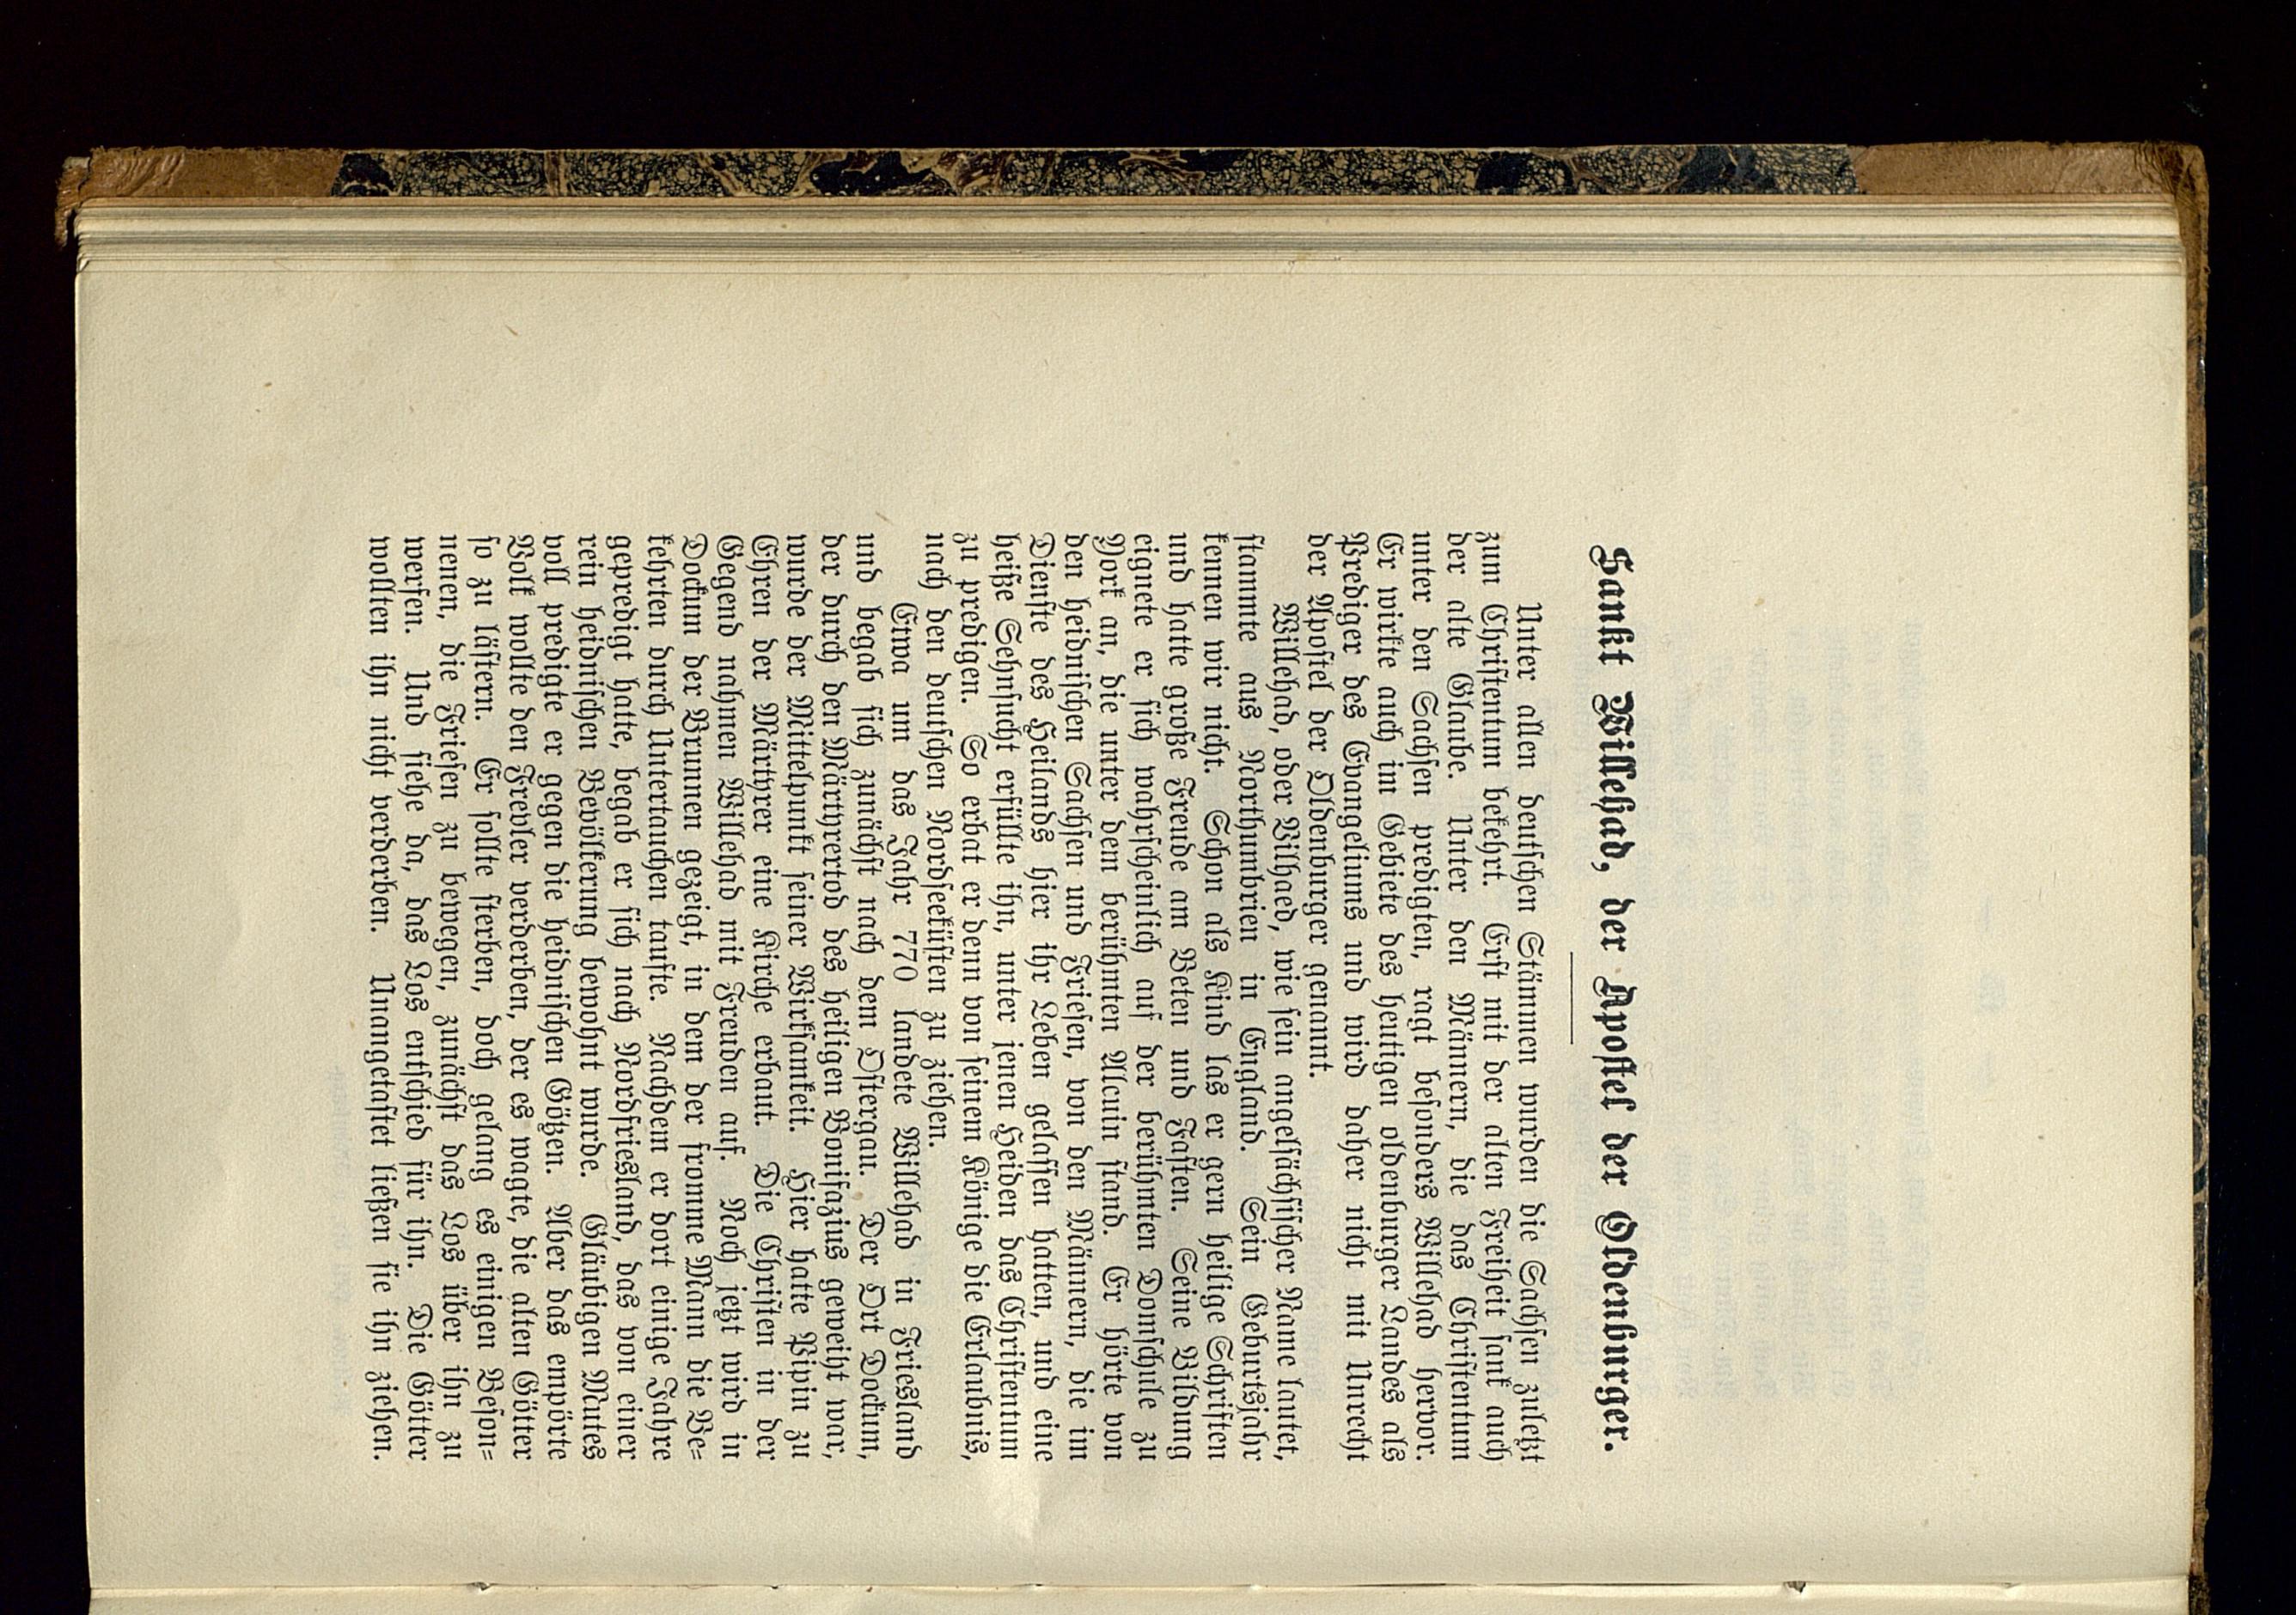 Sankt Willehad, der Apostel der Oldenburger.
Unter allen deutschen Stämmen wurden die Sachsen zuletzt
zum Christentum bekehrt. Erst mit der alten Freiheit sank auch
der alte Glaube. Unter den Männern, die das Christentum
unter den Sachsen predigten, ragt besonders Willehad hervor.
Er wirkte auch im Gebiete des heutigen oldenburger Landes als
Prediger des Evangeliums und wird daher nicht mit Unrecht
der Apostel der Oldenburger genannt.
Willehad, oder Vilhaed, wie sein angelsächsischer Name lautet,
stammte aus Northumbrien in England. Sein Geburtsjahr
kennen wir nicht. Schon als Kind las er gern heilige Schriften
und hatte große Freude am Beten und Fasten. Seine Bildung
eignete er sich wahrscheinlich auf der berühmten Domschule zu
York an, die unter dem berühmten Alcuin stand. Er hörte von
den heidnischen Sachsen und Friesen, von den Männern, die im
Dienste des Heilands hier ihr Leben gelassen hatten, und eine
heiße Sehnsucht erfüllte ihn, unter jenen Heiden das Christentum
zu predigen. So erbat er denn von seinem Könige die Erlaubnis,
nach den deutschen Nordseeküsten zu ziehen.
Etwa um das Jahr 770 landete Willehad in Friesland
und begab sich zunächst nach dem Ostergau. Der Ort Dockum,
der durch den Märtyrertod des heiligen Bonifazius geweiht war,
wurde der Mittelpunkt seiner Wirksamkeit. Hier hatte Pipin zu
Ehren der Märtyrer eine Kirche erbaut. Die Christen in der
Gegend nahmen Willehad mit Freuden auf. Noch jetzt wird in
Dockum der Brunnen gezeigt, in dem der fromme Mann die Be-
kehrten durch Untertauchen taufte. Nachdem er dort einige Jahre
gepredigt hatte, begab er sich nach Nordfriesland, das von einer
rein heidnischen Bevölkerung bewohnt wurde. Gläubigen Mutes
voll predigte er gegen die heidnischen Götzen. Aber das empörte
Volk wollte den Frevler verderben, der es wagte, die alten Götter
so zu lästern. Er sollte sterben, doch gelang es einigen Beson-
nenen, die Friesen zu bewegen, zunächst das Los über ihn zu
werfen. Und siehe da, das Los entschied für ihn. Die Götter
wollten ihn nicht verderben. Unangetastet ließen sie ihn ziehen.